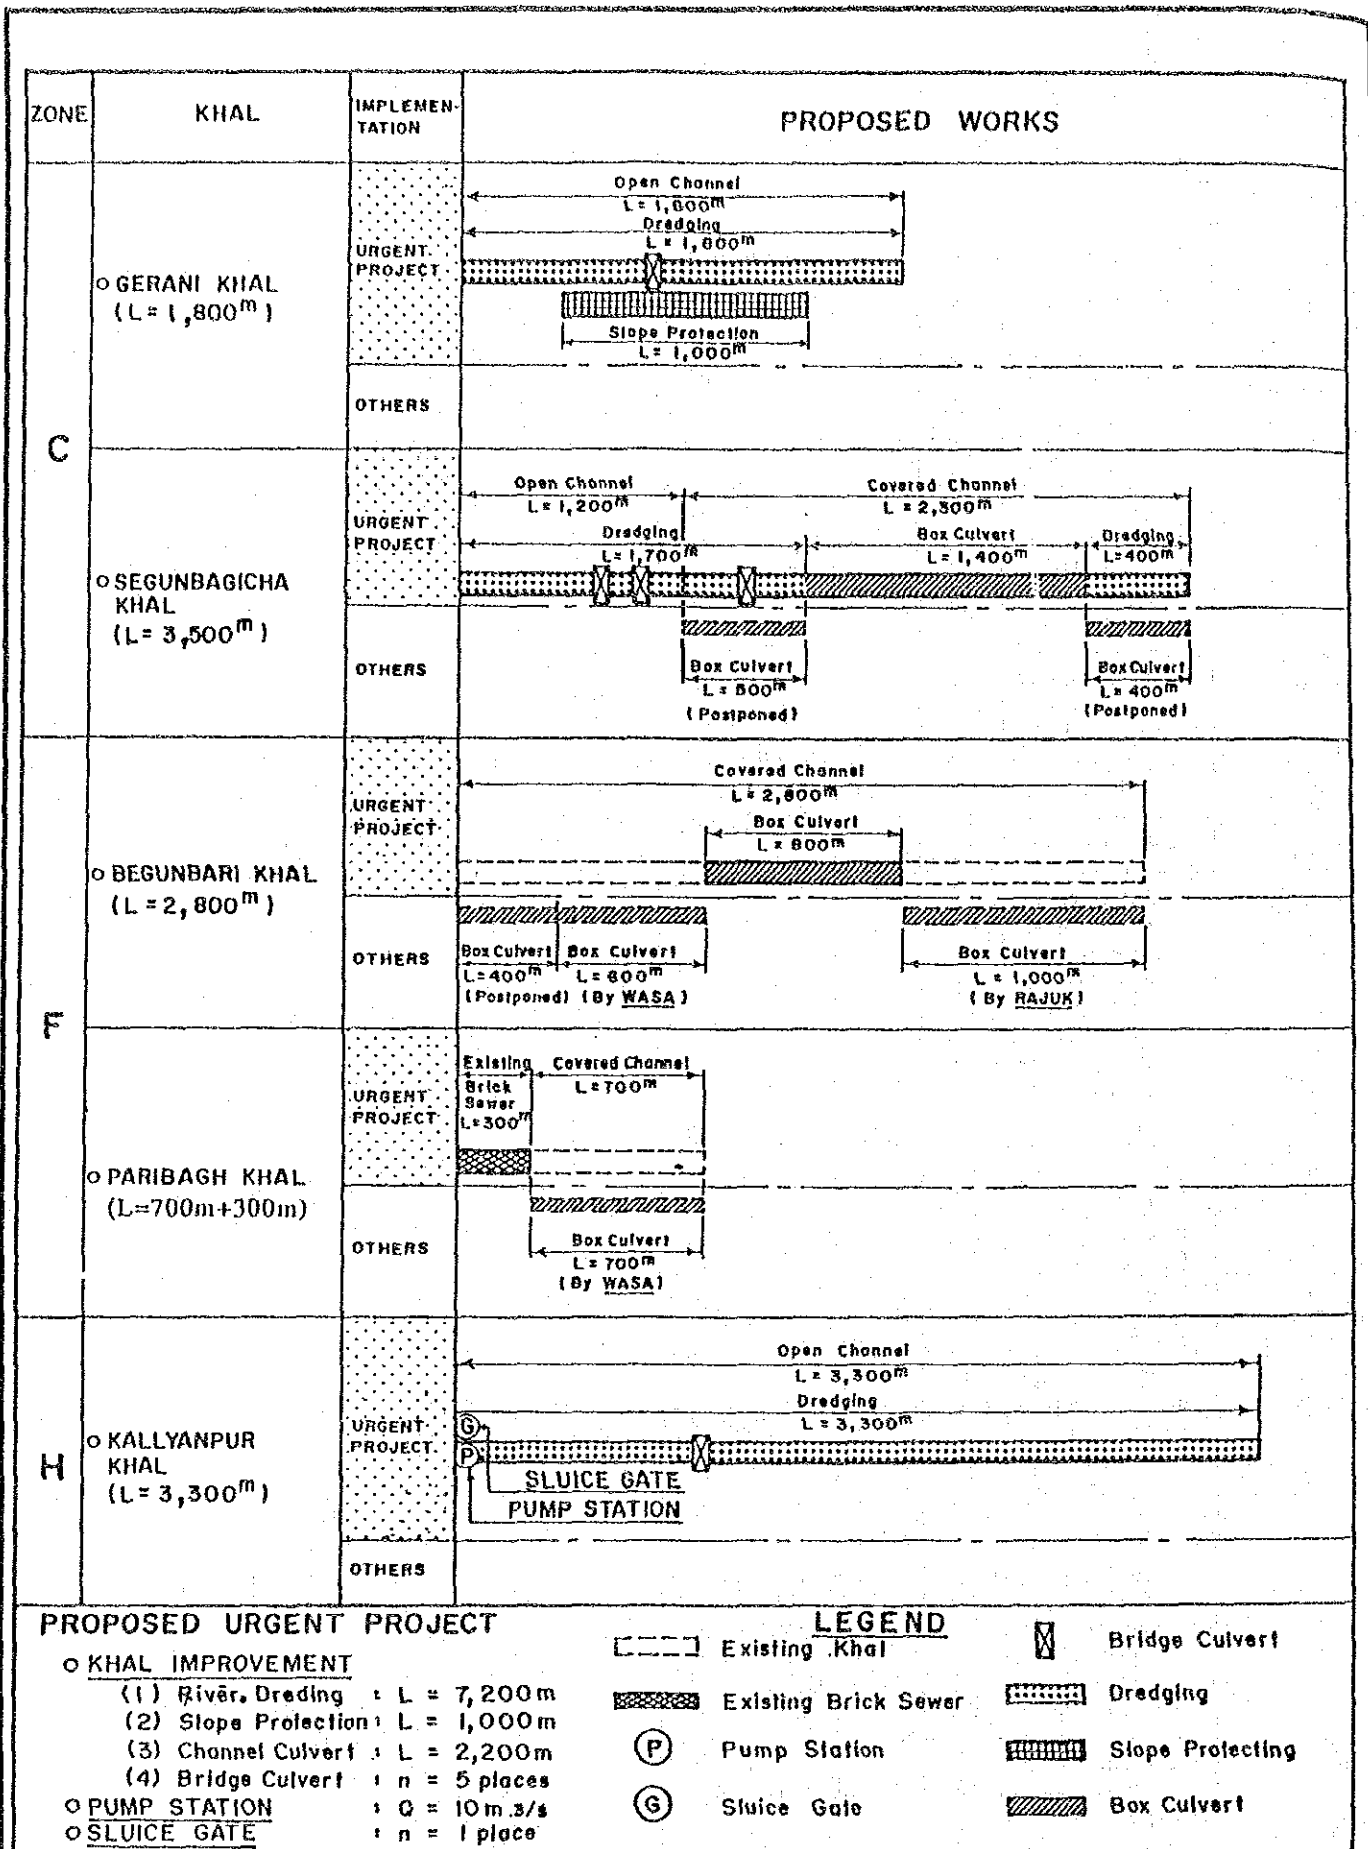 ZONE
KHAL
IMPLEMEN-
TATION
PROPOSED WORKS
C
o GERANI KHAL
(L= 1,800m)
URGENT
PROJECT
Open Channel
L= 1,800m
Dredging
L= 1,800m
Slope Protection
L= 1,000m
OTHERS
o SEGUNBAGICHA
KHAL
(L= 3,500m)
URGENT
PROJECT
Open Channel
L= 1,200m
Covered Channel
L= 2,300m
Dredging
L= 1,700m
Box Culvert
L= 1,400m
Dredging
L=400m
OTHERS
Box Culvert
L= 500m
(Postponed)
Box Culvert
L= 400m
(Postponed)
F
o BEGUNBARI KHAL
(L=2,800m)
URGENT
PROJECT
Covered Channel
L= 2,800m
Box Culvert
L= 800m
OTHERS
Box Culvert
L=400m
(Postponed)
Box Culvert
L= 600m
(By WASA)
Box Culvert
L= 1,000m
(By RAJUK)
o PARIBAGH KHAL
(L=700m+300m)
URGENT
PROJECT
Existing
Brick
Sewer
L=300m
Covered Channel
L=700m
OTHERS
Box Culvert
L= 700m
(By WASA)
H
o KALLYANPUR
KHAL
(L= 3,300m)
URGENT
PROJECT
Open Channel
L= 3,300m
Dredging
L= 3,300m
G
P
SLUICE GATE
PUMP STATION
OTHERS
PROPOSED URGENT PROJECT
o KHAL IMPROVEMENT
(1) River. Dreding : L = 7,200m
(2) Slope Protection : L = 1,000m
(3) Channel Culvert : L = 2,200m
(4) Bridge Culvert : n = 5 places
o PUMP STATION : Q = 10 m.3/s
o SLUICE GATE : n = 1 place
LEGEND
Existing Khal
Existing Brick Sewer
P Pump Station
G Sluice Gate
Bridge Culvert
Dredging
Slope Protecting
Box Culvert